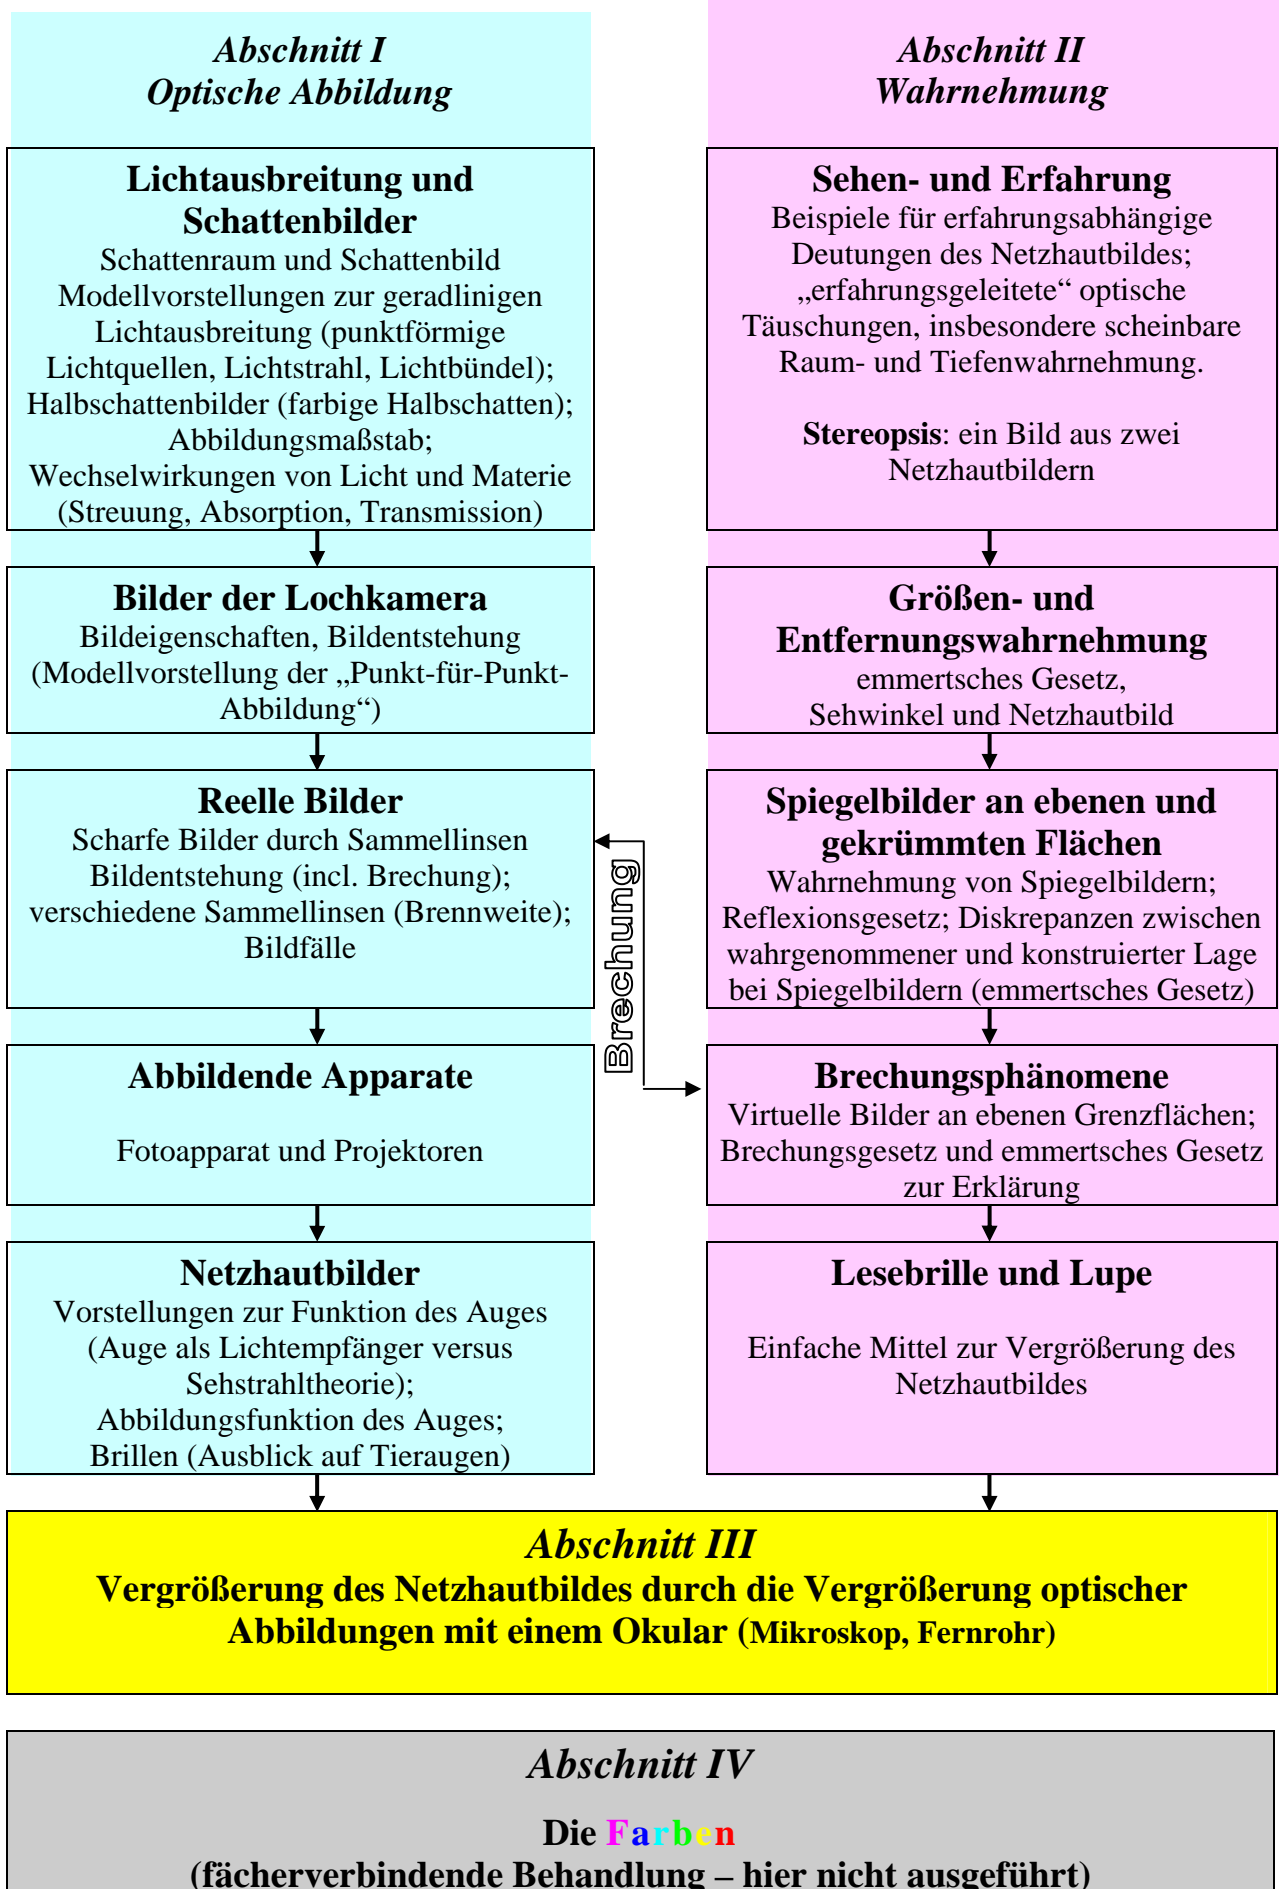 Abschnitt I
Optische Abbildung
Lichtausbreitung und
Schattenbilder
Schattenraum und Schattenbild
Modellvorstellungen zur geradlinigen
Lichtausbreitung (punktförmige
Lichtquellen, Lichtstrahl, Lichtbündel);
Halbschattenbilder (farbige Halbschatten);
Abbildungsmaßstab;
Wechselwirkungen von Licht und Materie
(Streuung, Absorption, Transmission)
Bilder der Lochkamera
Bildeigenschaften, Bildentstehung
(Modellvorstellung der „Punkt-für-Punkt-
Abbildung“)
Reelle Bilder
Scharfe Bilder durch Sammellinsen
Bildentstehung (incl. Brechung);
verschiedene Sammellinsen (Brennweite);
Bildfälle
Abbildende Apparate
Fotoapparat und Projektoren
Netzhautbilder
Vorstellungen zur Funktion des Auges
(Auge als Lichtempfänger versus
Sehstrahltheorie);
Abbildungsfunktion des Auges;
Brillen (Ausblick auf Tieraugen)
Brechung
Abschnitt II
Wahrnehmung
Sehen- und Erfahrung
Beispiele für erfahrungsabhängige
Deutungen des Netzhautbildes;
„erfahrungsgeleitete“ optische
Täuschungen, insbesondere scheinbare
Raum- und Tiefenwahrnehmung.
Stereopsis: ein Bild aus zwei
Netzhautbildern
Größen- und
Entfernungswahrnehmung
emmertsches Gesetz,
Sehwinkel und Netzhautbild
Spiegelbilder an ebenen und
gekrümmten Flächen
Wahrnehmung von Spiegelbildern;
Reflexionsgesetz; Diskrepanzen zwischen
wahrgenommener und konstruierter Lage
bei Spiegelbildern (emmertsches Gesetz)
Brechungsphänomene
Virtuelle Bilder an ebenen Grenzflächen;
Brechungsgesetz und emmertsches Gesetz
zur Erklärung
Lesebrille und Lupe
Einfache Mittel zur Vergrößerung des
Netzhautbildes
Abschnitt III
Vergrößerung des Netzhautbildes durch die Vergrößerung optischer
Abbildungen mit einem Okular (Mikroskop, Fernrohr)
Abschnitt IV
Die Farben
(fächerverbindende Behandlung – hier nicht ausgeführt)